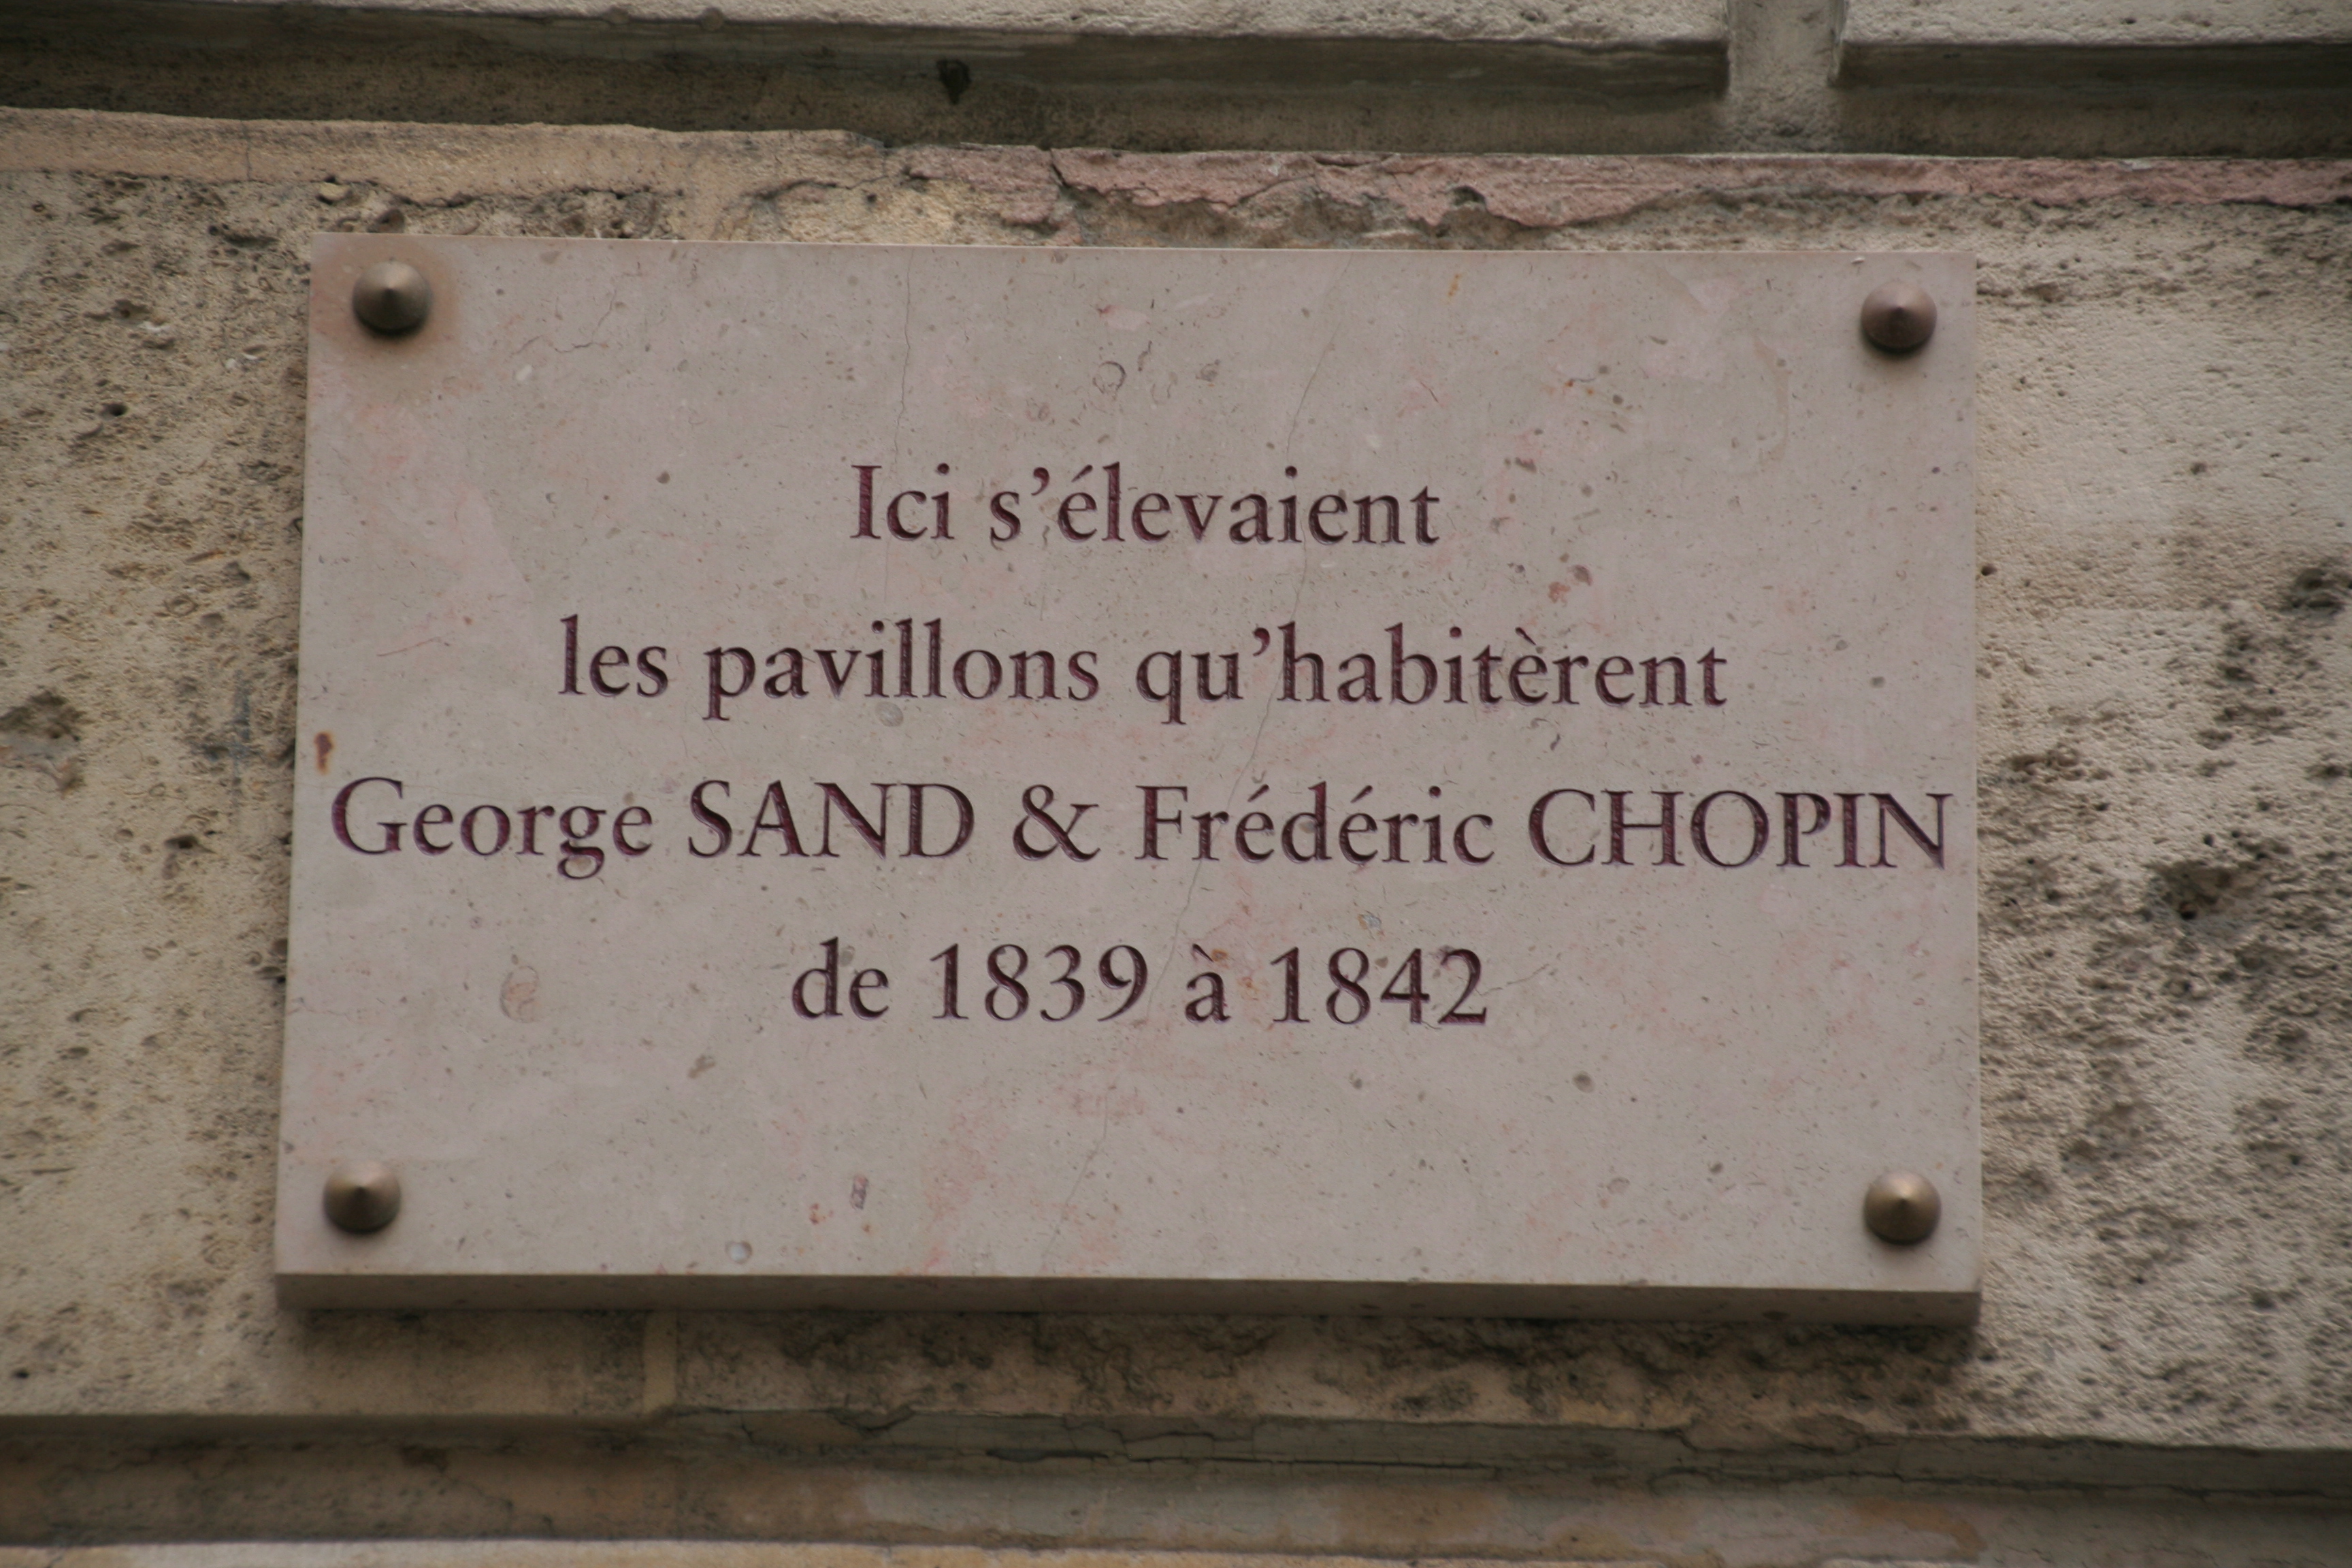 Ici s’élevaient
les pavillons qu’habitèrent
George SAND & Frédéric CHOPIN
de 1839 à 1842